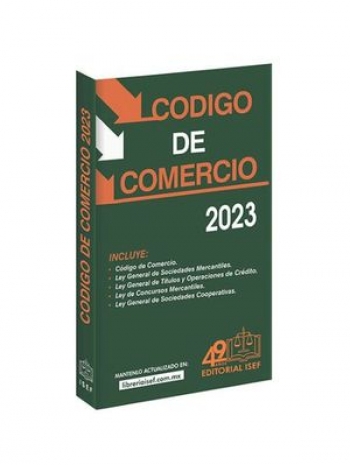 CODIGO
DE
COMERCIO
2023
INCLUYE:
• Código de Comercio.
• Ley General de Sociedades Mercantiles.
• Ley General de Títulos y Operaciones de Crédito.
• Ley de Concursos Mercantiles.
• Ley General de Sociedades Cooperativas.
MANTENLO ACTUALIZADO EN:
libreriaisef.com.mx
49
EDITORIAL ISEF
CODIGO DE COMERCIO 2023
ISEF